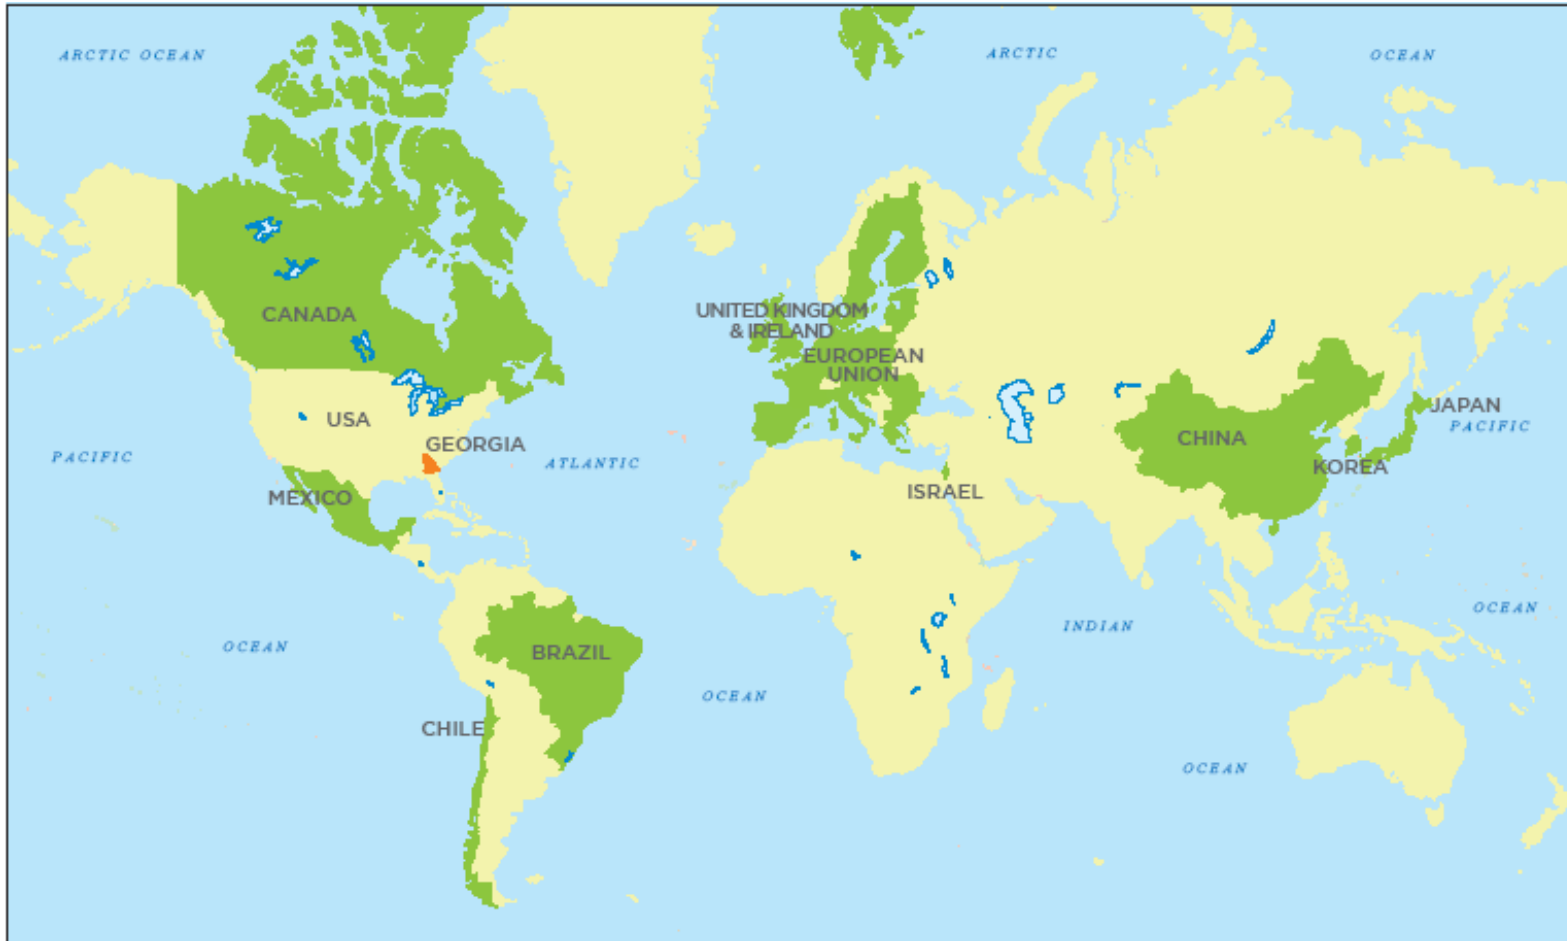 ARCTIC OCEAN
ARCTIC
OCEAN
CANADA
UNITED KINGDOM
& IRELAND
EUROPEAN
UNION
USA
GEORGIA
JAPAN
PACIFIC
CHINA
PACIFIC
ATLANTIC
KOREA
MEXICO
ISRAEL
OCEAN
INDIAN
OCEAN
BRAZIL
OCEAN
CHILE
OCEAN